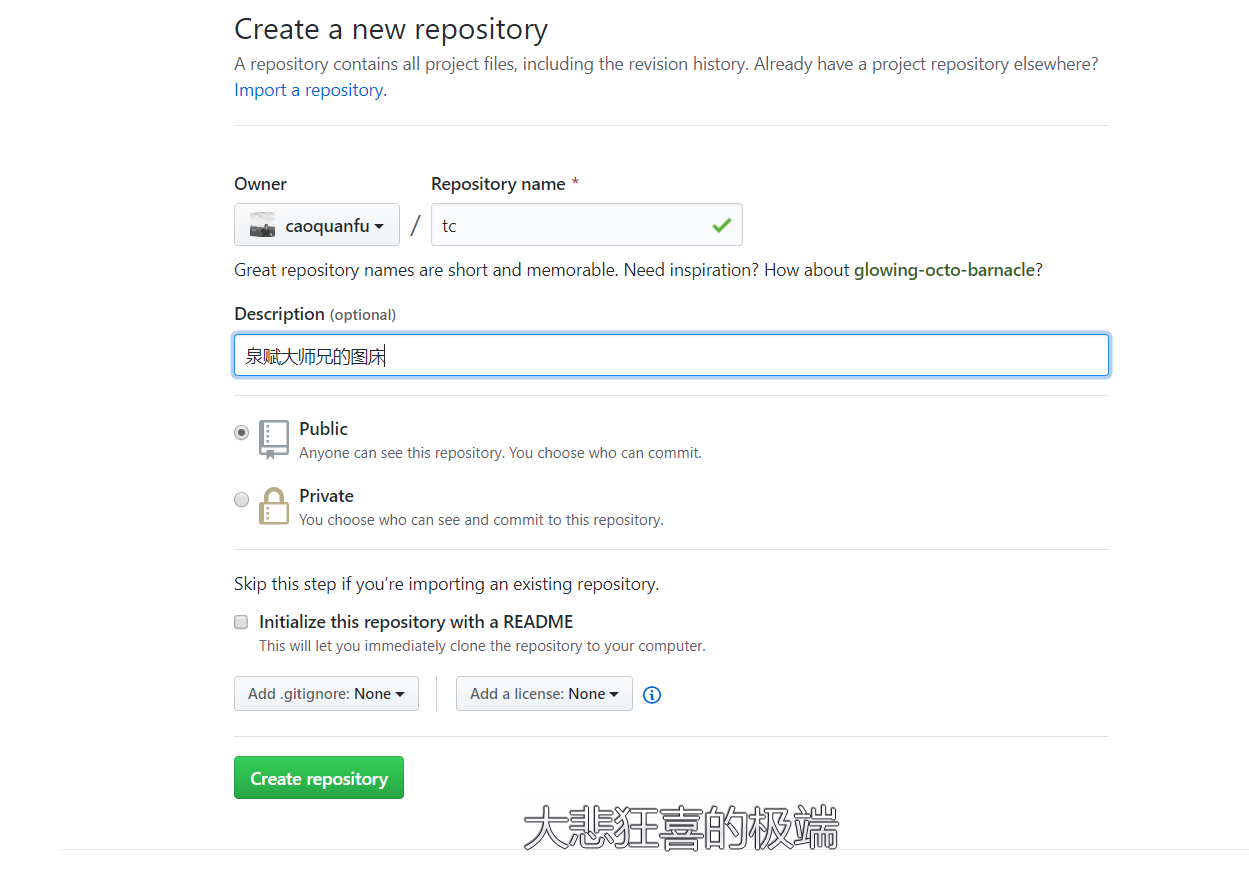 Create a new repository
A repository contains all project files, including the revision history. Already have a project repository elsewhere?
Import a repository.
Owner
Repository name *
caoquanfu
/
tc
Great repository names are short and memorable. Need inspiration? How about glowing-octo-barnacle?
Description (optional)
泉赋大师兄的图床
Public
Anyone can see this repository. You choose who can commit.
Private
You choose who can see and commit to this repository.
Skip this step if you’re importing an existing repository.
Initialize this repository with a README
This will let you immediately clone the repository to your computer.
Add .gitignore: None
Add a license: None
Create repository
大悲狂喜的极端